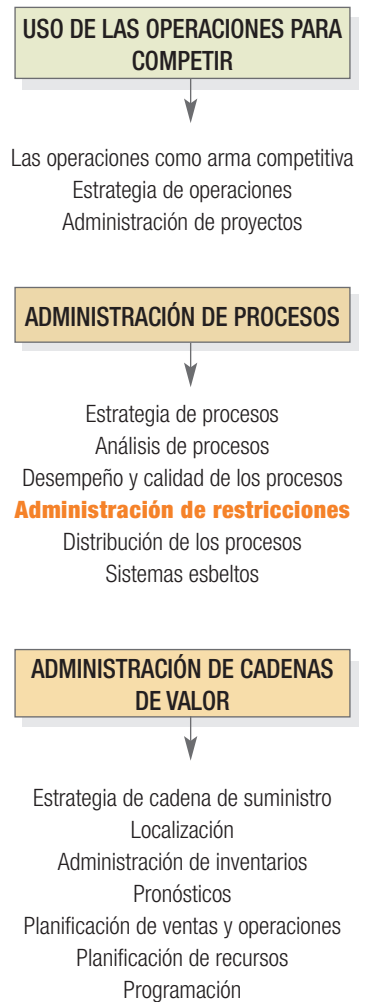 USO DE LAS OPERACIONES PARA
COMPETIR
Las operaciones como arma competitiva
Estrategia de operaciones
Administración de proyectos
ADMINISTRACIÓN DE PROCESOS
Estrategia de procesos
Análisis de procesos
Desempeño y calidad de los procesos
Administración de restricciones
Distribución de los procesos
Sistemas esbeltos
ADMINISTRACIÓN DE CADENAS
DE VALOR
Estrategia de cadena de suministro
Localización
Administración de inventarios
Pronósticos
Planificación de ventas y operaciones
Planificación de recursos
Programación